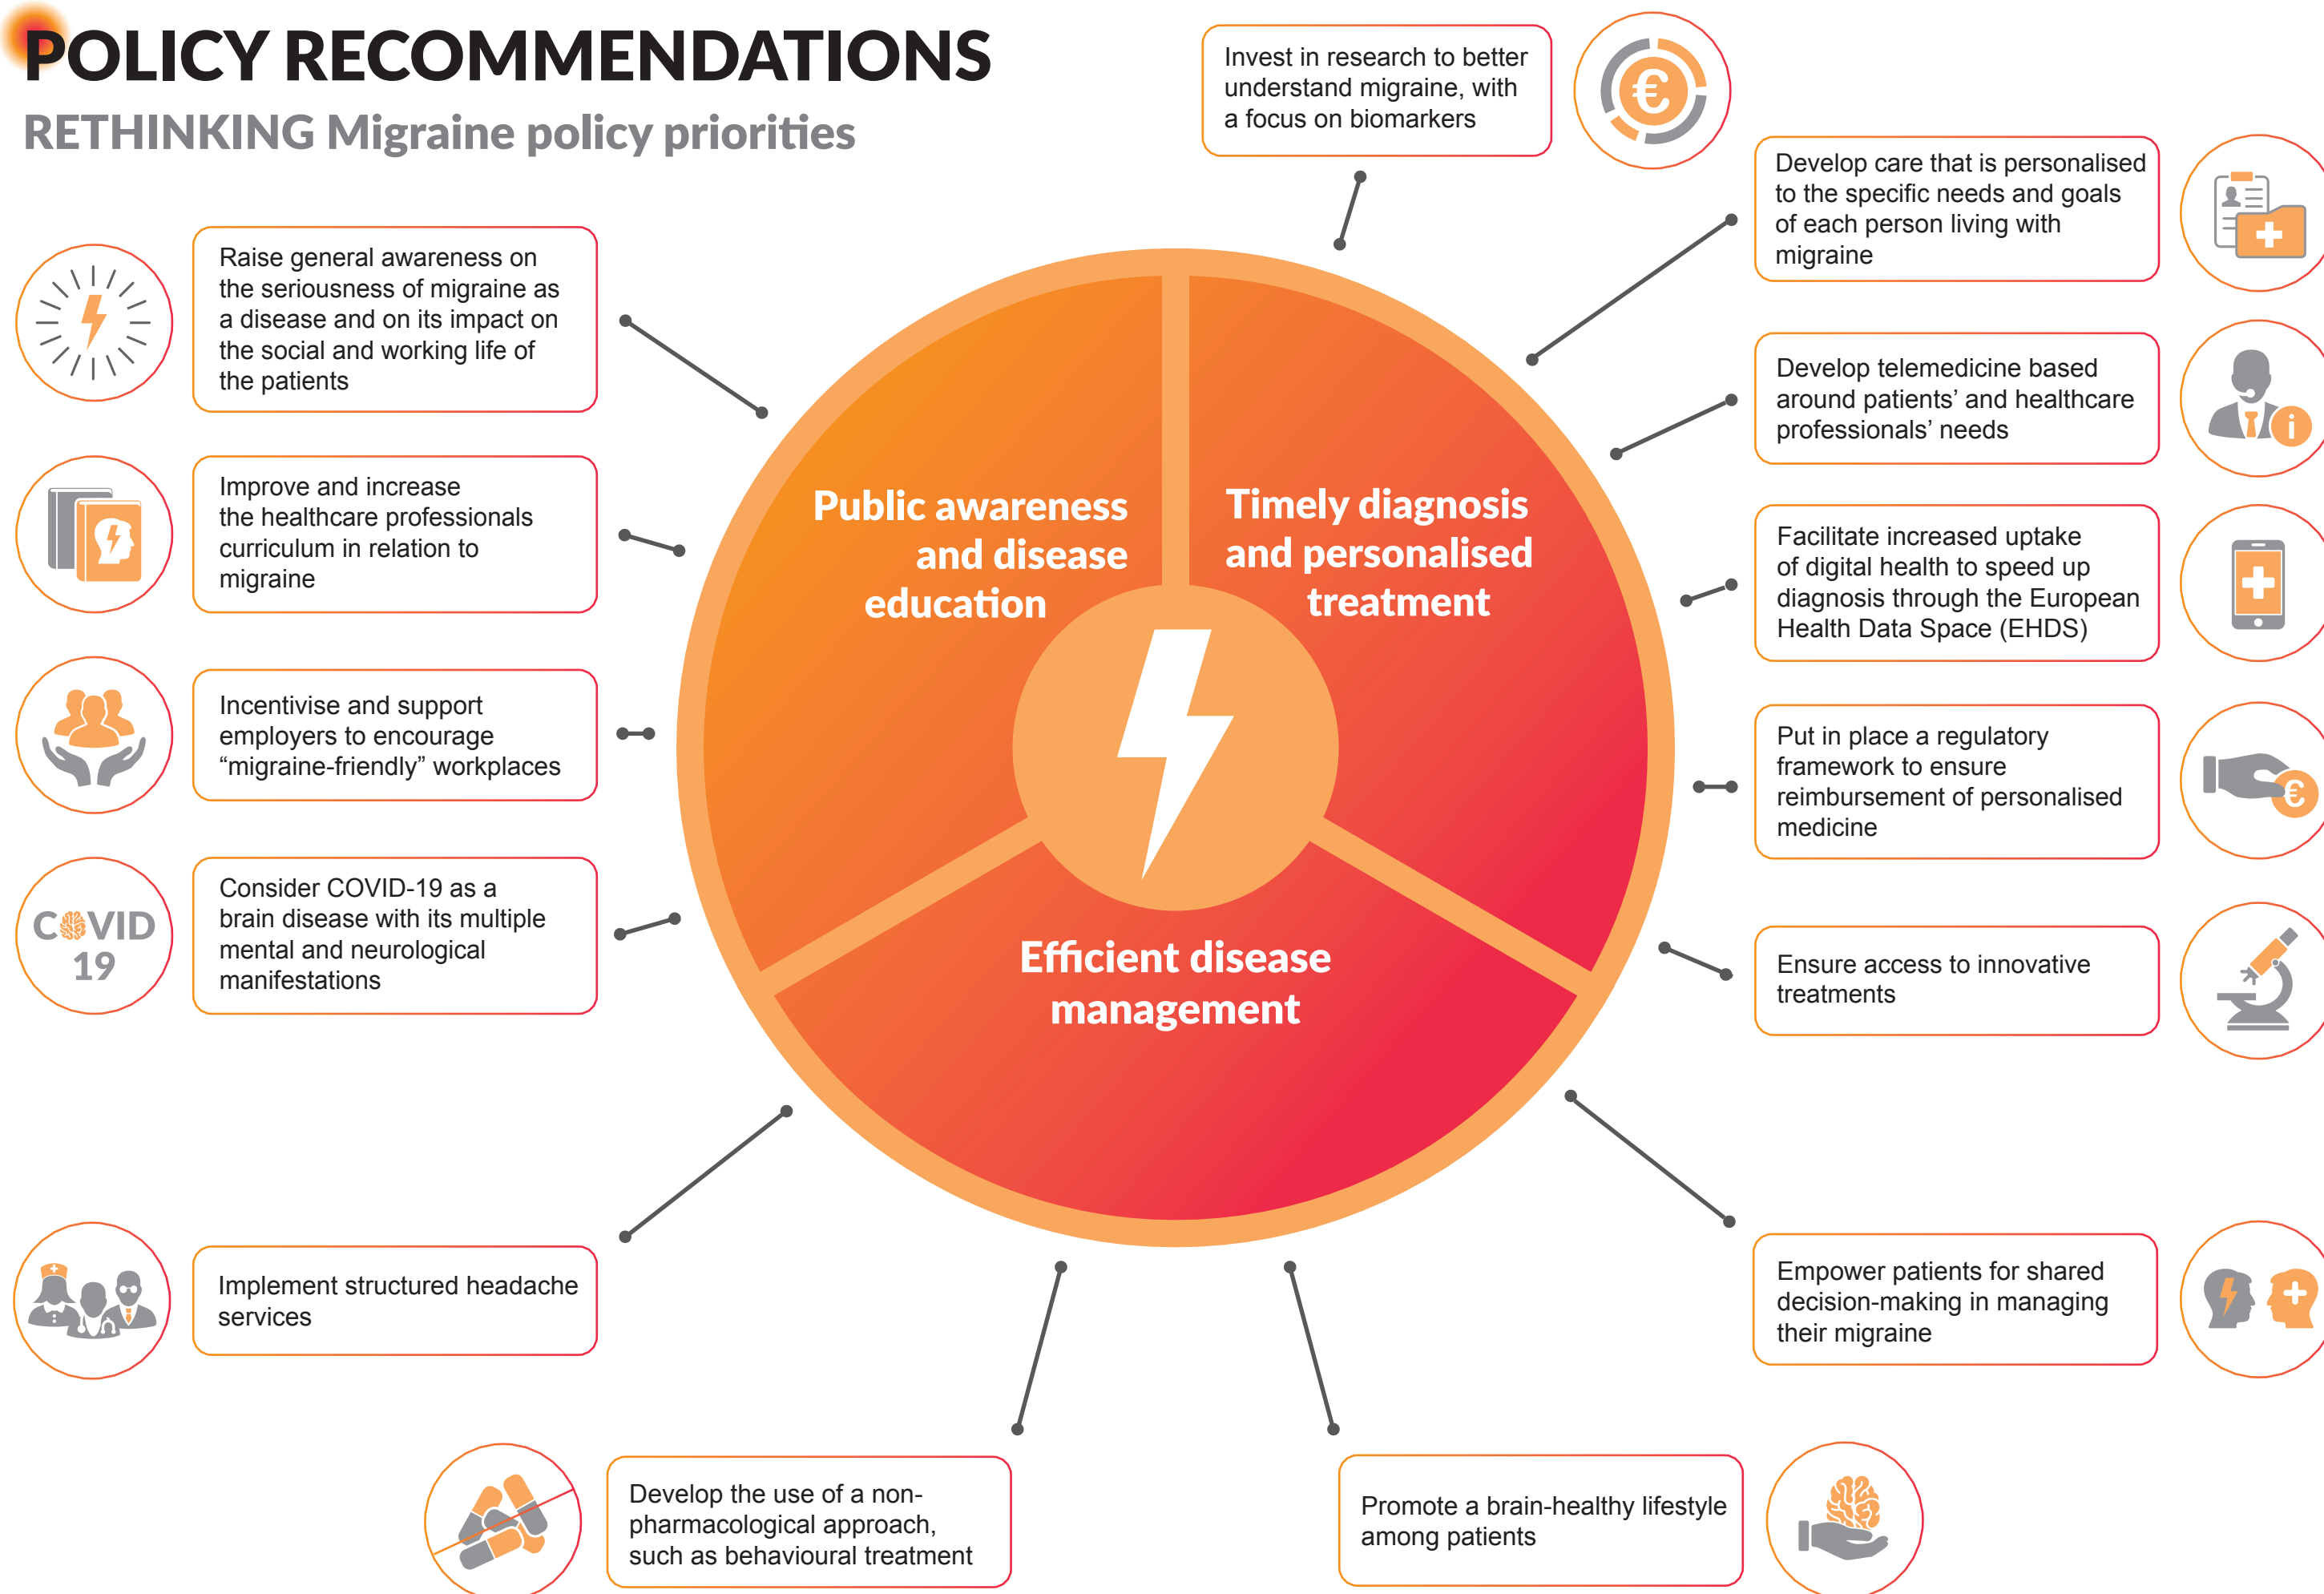 POLICY RECOMMENDATIONS
RETHINKING Migraine policy priorities
Invest in research to better
understand migraine, with
a focus on biomarkers
€
Develop care that is personalised
to the specific needs and goals
of each person living with
migraine
Raise general awareness on
the seriousness of migraine as
a disease and on its impact on
the social and working life of
the patients
Develop telemedicine based
around patients’ and healthcare
professionals’ needs
i
Improve and increase
the healthcare professionals
curriculum in relation to
migraine
Public awareness
and disease
education
Timely diagnosis
and personalised
treatment
Facilitate increased uptake
of digital health to speed up
diagnosis through the European
Health Data Space (EHDS)
Incentivise and support
employers to encourage
“migraine-friendly” workplaces
Put in place a regulatory
framework to ensure
reimbursement of personalised
medicine
€
COVID
19
Consider COVID-19 as a
brain disease with its multiple
mental and neurological
manifestations
Efficient disease
management
Ensure access to innovative
treatments
Implement structured headache
services
Empower patients for shared
decision-making in managing
their migraine
Develop the use of a non-
pharmacological approach,
such as behavioural treatment
Promote a brain-healthy lifestyle
among patients